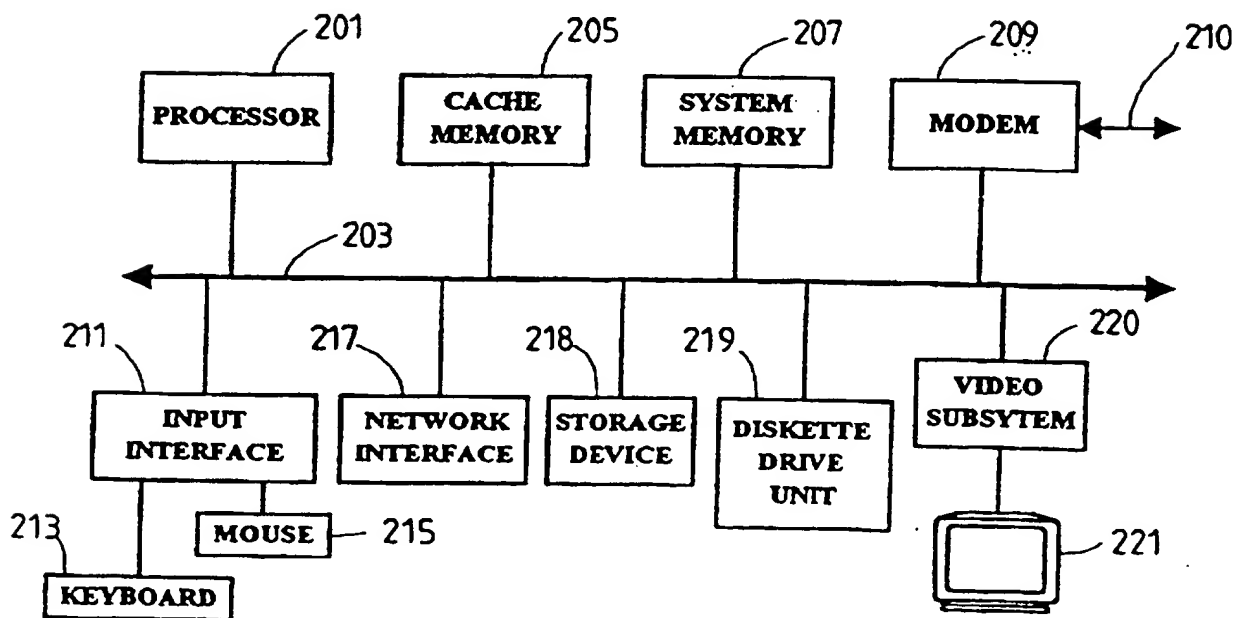 201
205
207
209
210
PROCESSOR
CACHE
MEMORY
SYSTEM
MEMORY
MODEM
203
211
217
218
219
220
INPUT
INTERFACE
NETWORK
INTERFACE
STORAGE
DEVICE
DISKETTE
DRIVE
UNIT
VIDEO
SUBSYTEM
213
MOUSE
215
221
KEYBOARD